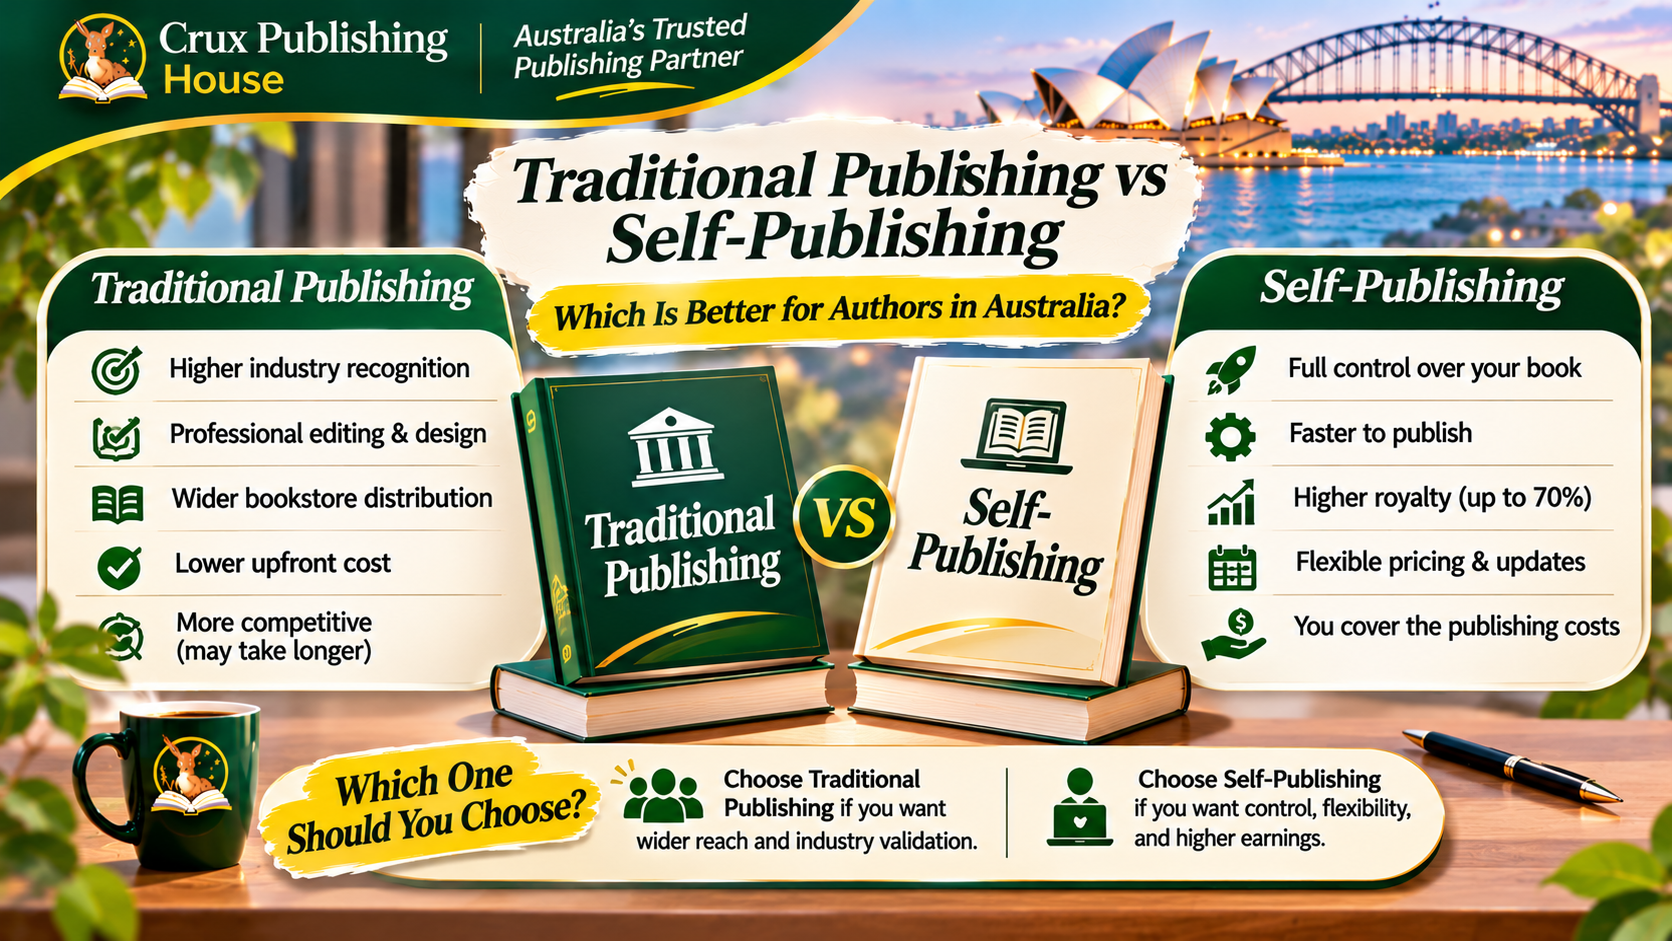 Crux Publishing
House
Australia's Trusted
Publishing Partner
Traditional Publishing vs
Self-Publishing
Which Is Better for Authors in Australia?
Traditional Publishing
Higher industry recognition
Professional editing & design
Wider bookstore distribution
Lower upfront cost
More competitive
(may take longer)
Traditional
Publishing
VS
Self-
Publishing
Self-Publishing
Full control over your book
Faster to publish
Higher royalty (up to 70%)
Flexible pricing & updates
$
You cover the publishing costs
Which One
Should You Choose?
Choose Traditional
Publishing if you want
wider reach and industry validation.
Choose Self-Publishing
if you want control, flexibility,
and higher earnings.